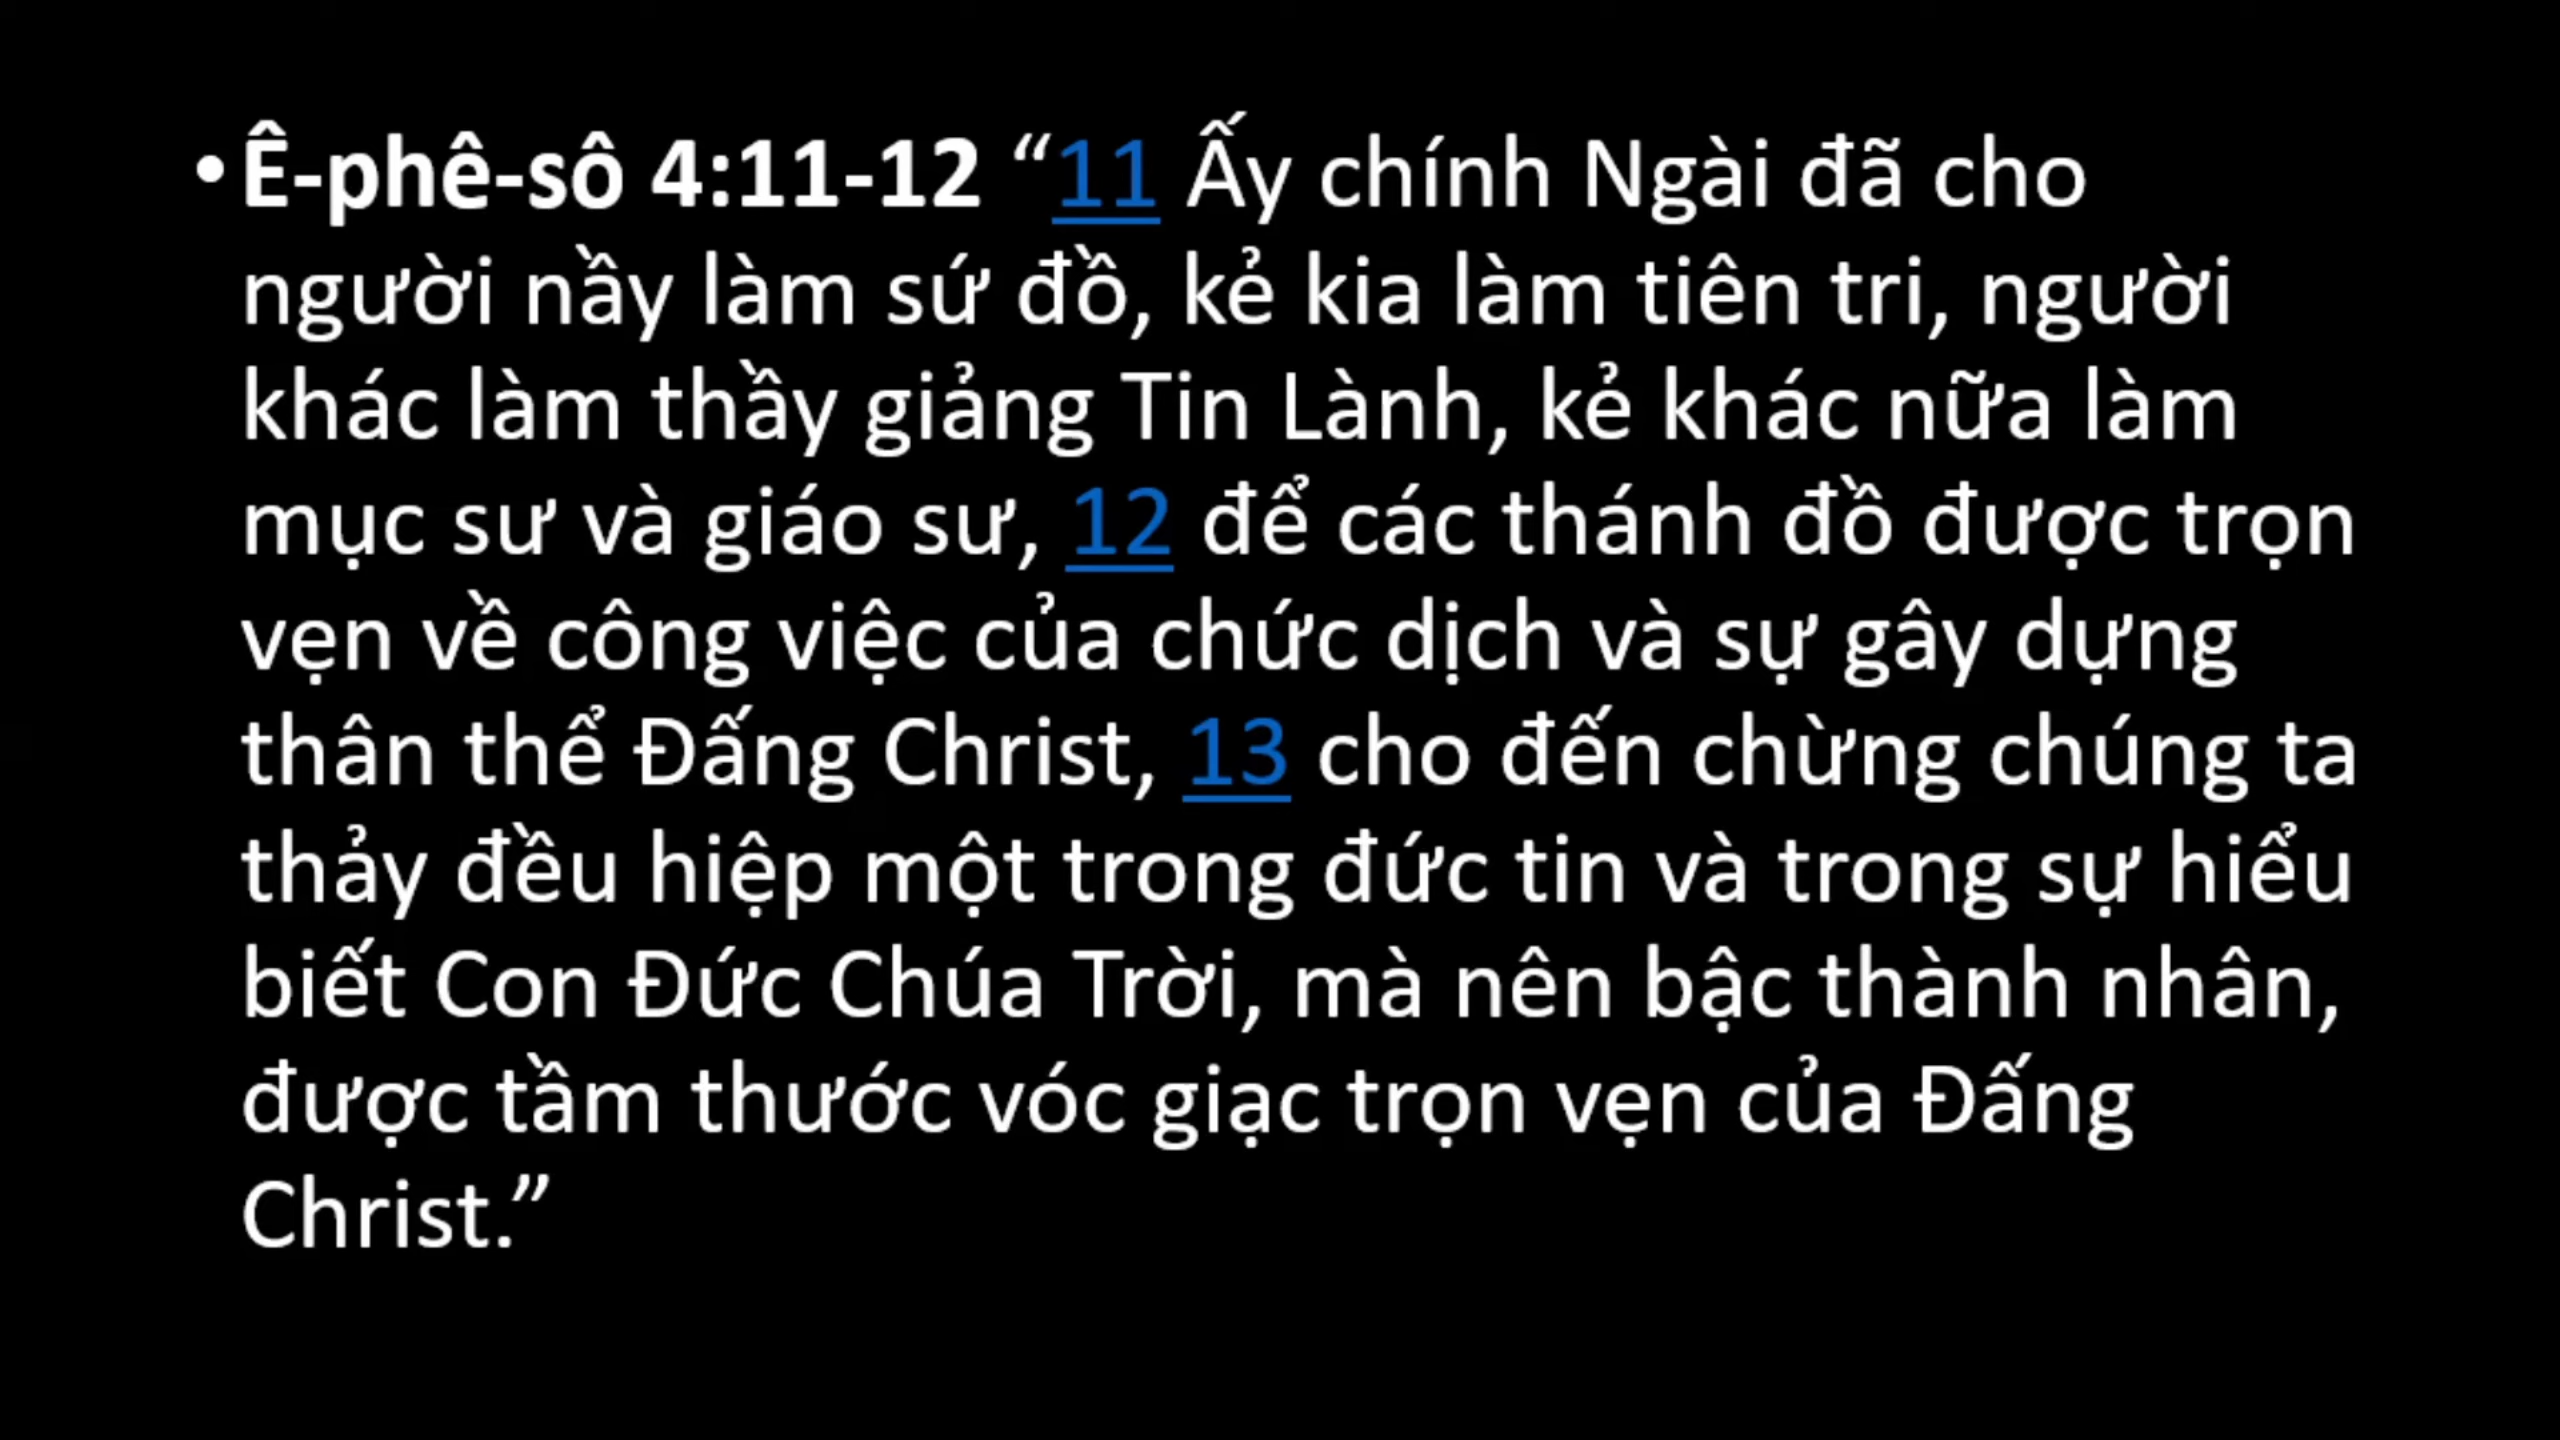 • Ê-phê-sô 4:11-12 “11 Ấy chính Ngài đã cho
người nầy làm sứ đồ, kẻ kia làm tiên tri, người
khác làm thầy giảng Tin Lành, kẻ khác nữa làm
mục sư và giáo sư, 12 để các thánh đồ được trọn
vẹn về công việc của chức dịch và sự gây dựng
thân thể Đấng Christ, 13 cho đến chừng chúng ta
thảy đều hiệp một trong đức tin và trong sự hiểu
biết Con Đức Chúa Trời, mà nên bậc thành nhân,
được tầm thước vóc giạc trọn vẹn của Đấng
Christ.”